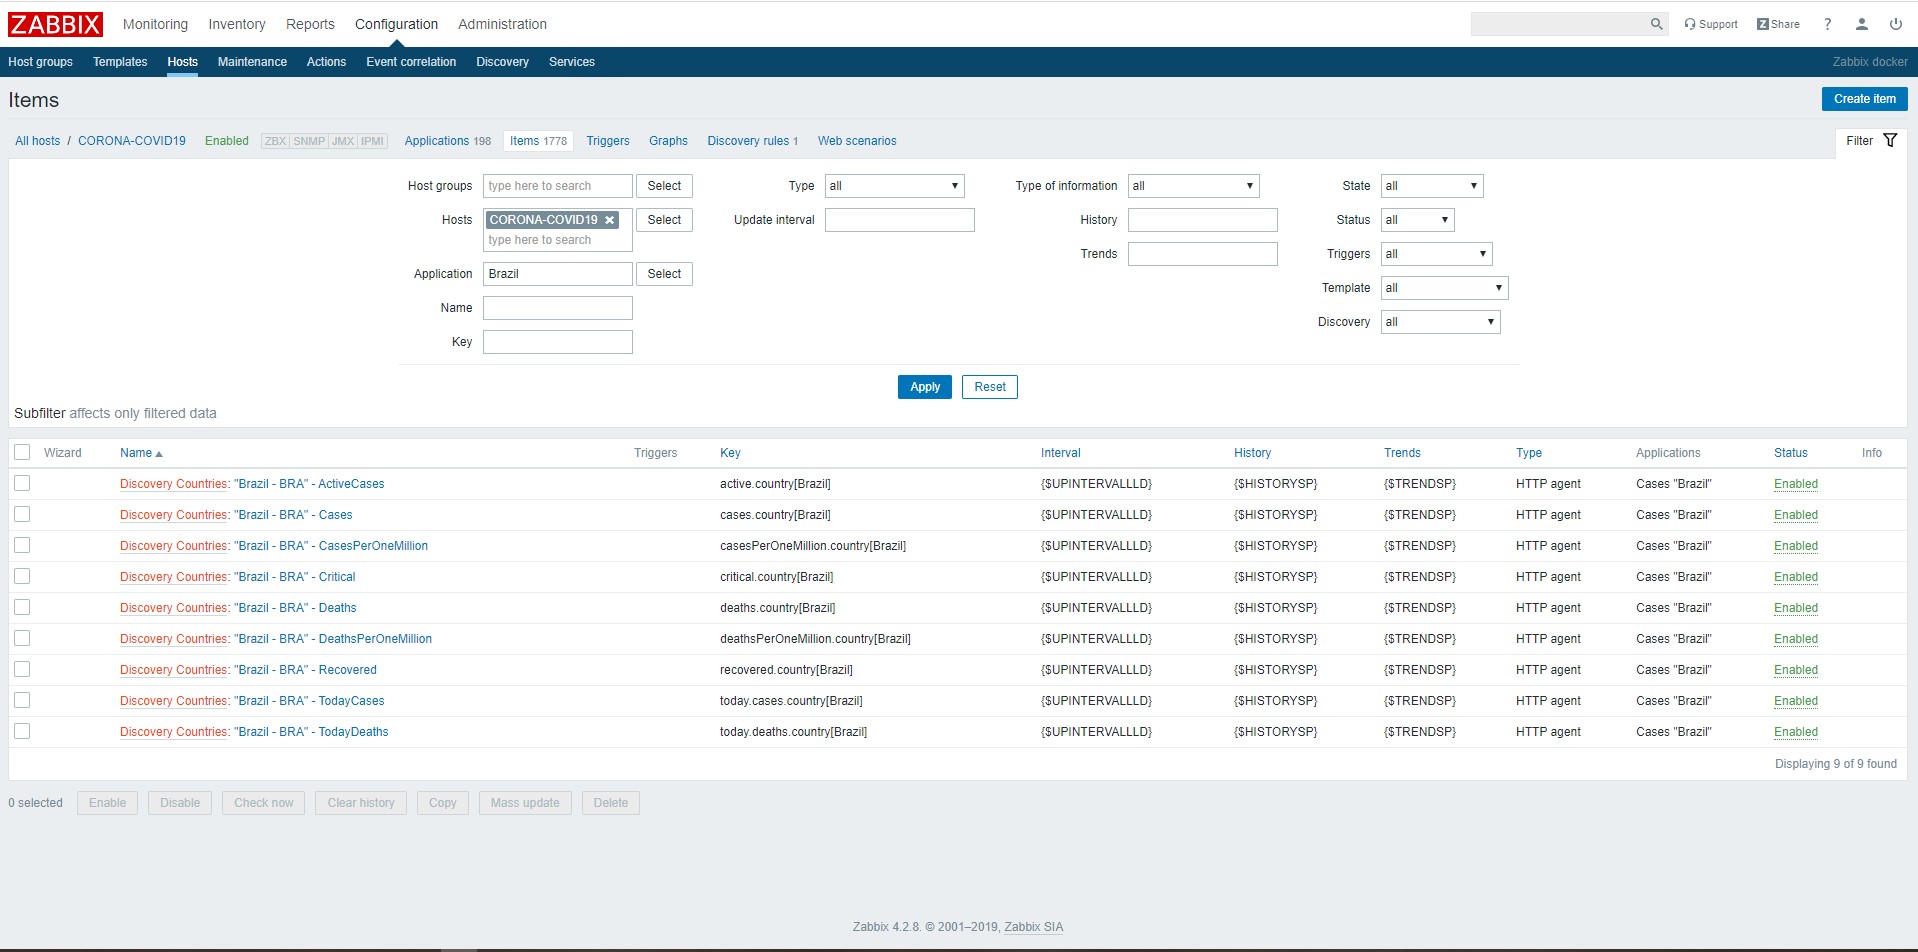 ZABBIX Monitoring Inventory Reports Configuration Administration Support Z Share ?
Host groups Templates Hosts Maintenance Actions Event correlation Discovery Services Zabbix docker
Items Create item
All hosts / CORONA-COVID19 Enabled ZBX SNMP JMX IPMI Applications 198 Items 1778 Triggers Graphs Discovery rules 1 Web scenarios Filter
Host groups type here to search Select Type all Type of information all State all
Hosts CORONA-COVID19 Select Update interval History Status all
type here to search
Trends Triggers all
Application Brazil Select
Template all
Name
Discovery all
Key
Apply Reset
Subfilter affects only filtered data
Wizard Name Triggers Key Interval History Trends Type Applications Status Info
Discovery Countries: "Brazil - BRA" - ActiveCases active.country[Brazil] {$UPINTERVALLLD} {$HISTORYSP} {$TRENDSP} HTTP agent Cases "Brazil" Enabled
Discovery Countries: "Brazil - BRA" - Cases cases.country[Brazil] {$UPINTERVALLLD} {$HISTORYSP} {$TRENDSP} HTTP agent Cases "Brazil" Enabled
Discovery Countries: "Brazil - BRA" - CasesPerOneMillion casesPerOneMillion.country[Brazil] {$UPINTERVALLLD} {$HISTORYSP} {$TRENDSP} HTTP agent Cases "Brazil" Enabled
Discovery Countries: "Brazil - BRA" - Critical critical.country[Brazil] {$UPINTERVALLLD} {$HISTORYSP} {$TRENDSP} HTTP agent Cases "Brazil" Enabled
Discovery Countries: "Brazil - BRA" - Deaths deaths.country[Brazil] {$UPINTERVALLLD} {$HISTORYSP} {$TRENDSP} HTTP agent Cases "Brazil" Enabled
Discovery Countries: "Brazil - BRA" - DeathsPerOneMillion deathsPerOneMillion.country[Brazil] {$UPINTERVALLLD} {$HISTORYSP} {$TRENDSP} HTTP agent Cases "Brazil" Enabled
Discovery Countries: "Brazil - BRA" - Recovered recovered.country[Brazil] {$UPINTERVALLLD} {$HISTORYSP} {$TRENDSP} HTTP agent Cases "Brazil" Enabled
Discovery Countries: "Brazil - BRA" - TodayCases today.cases.country[Brazil] {$UPINTERVALLLD} {$HISTORYSP} {$TRENDSP} HTTP agent Cases "Brazil" Enabled
Discovery Countries: "Brazil - BRA" - TodayDeaths today.deaths.country[Brazil] {$UPINTERVALLLD} {$HISTORYSP} {$TRENDSP} HTTP agent Cases "Brazil" Enabled
Displaying 9 of 9 found
0 selected Enable Disable Check now Clear history Copy Mass update Delete
Zabbix 4.2.8. © 2001–2019, Zabbix SIA